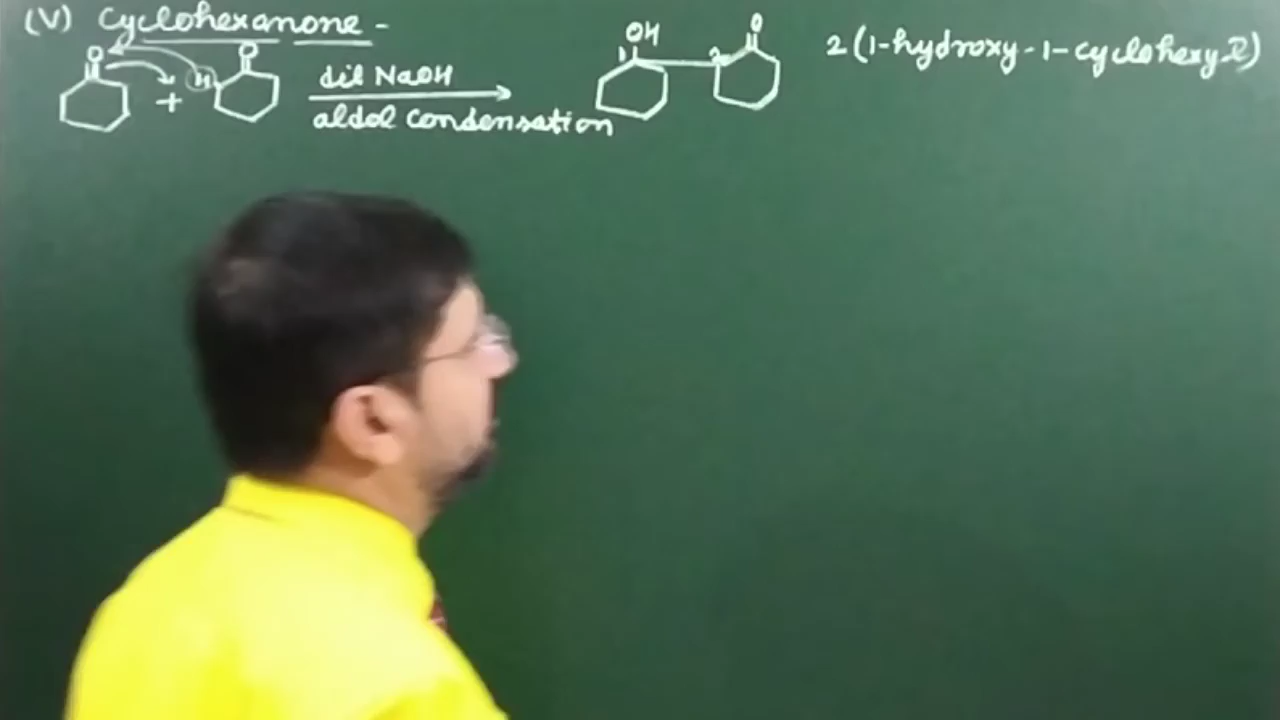 (V) Cyclohexanone -
O O OH O
H 1 2
+ dil NaOH
aldol condensation
2 (1-hydroxy-1-cyclohexyl)